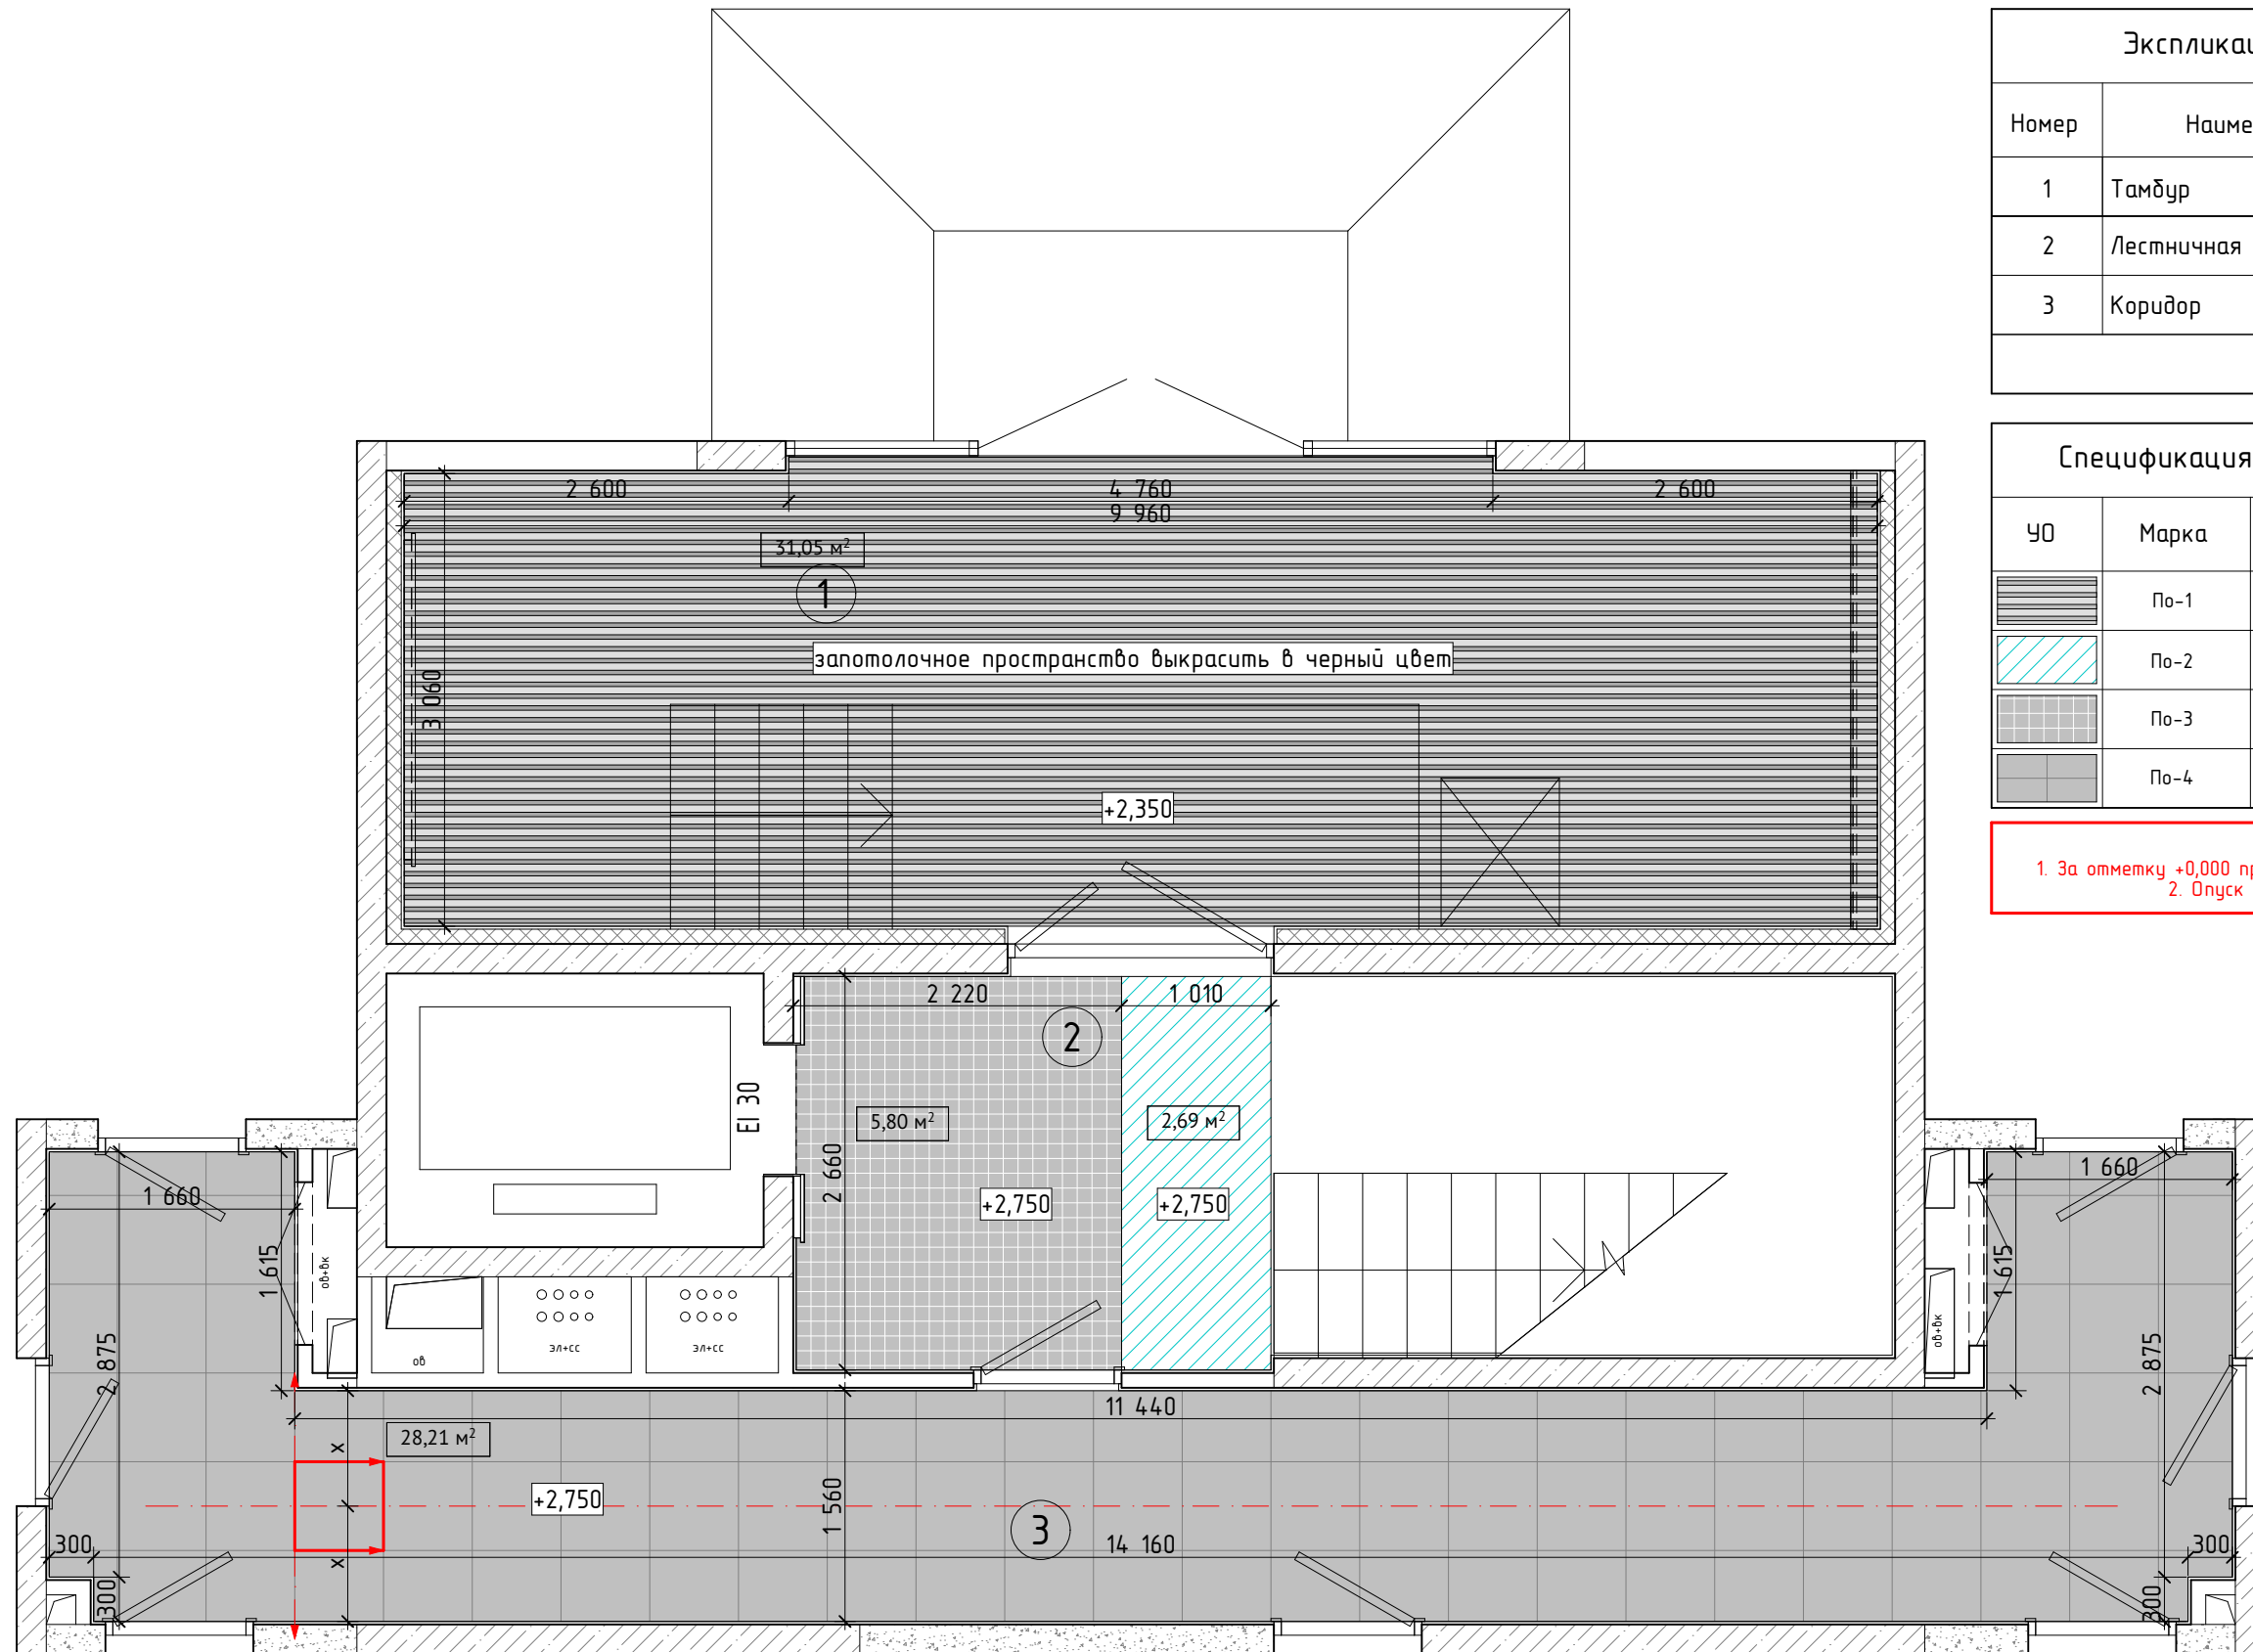 Экспликац
Номер
Наиме
1
Тамбур
2
Лестничная
3
Коридор
Спецификация
УО
Марка
По-1
По-2
По-3
По-4
1. За отметку +0,000 пр
2. Опуск
2 600
4 760
2 600
9 960
31,05 м²
1
запотолочное пространство выкрасить в черный цвет
3 060
+2,350
2 220
1 010
2
EI 30
5,80 м²
2,69 м²
2 660
+2,750
+2,750
1 660
1 660
1 615
1 615
ов+вк
ов+вк
ов
эл+сс
эл+сс
2 875
2 875
11 440
28,21 м²
x
+2,750
1 560
3
14 160
x
300
300
300
300